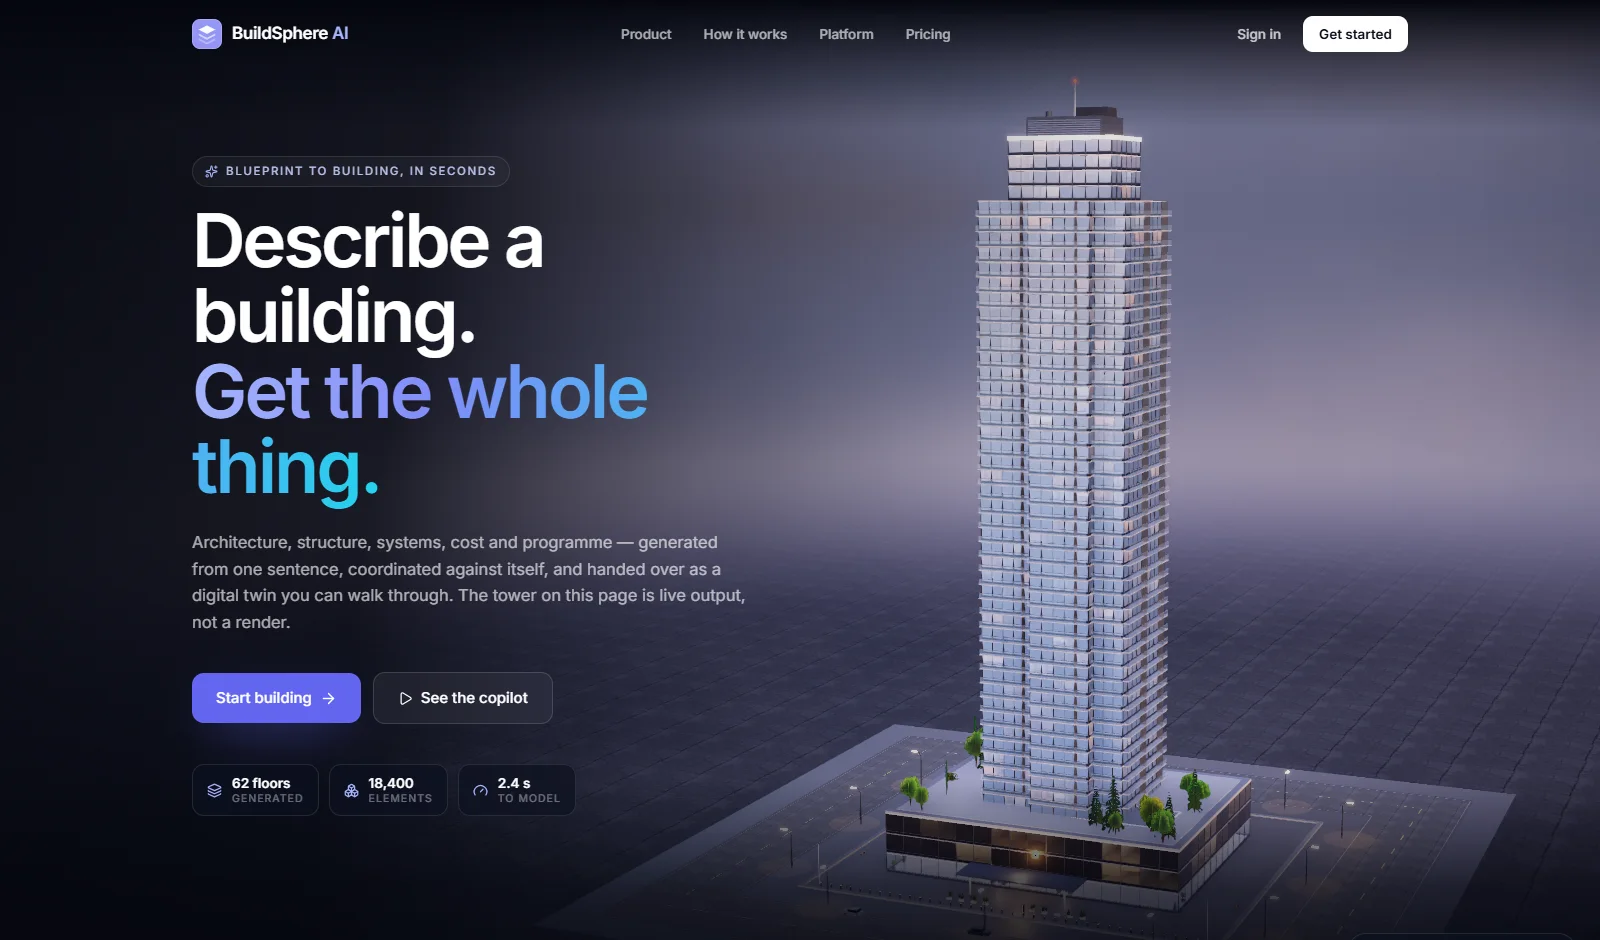 BuildSphere AI
Product
How it works
Platform
Pricing
Sign in
Get started
BLUEPRINT TO BUILDING, IN SECONDS
Describe a
building.
Get the whole
thing.
Architecture, structure, systems, cost and programme — generated
from one sentence, coordinated against itself, and handed over as a
digital twin you can walk through. The tower on this page is live output,
not a render.
Start building
See the copilot
62 floors
GENERATED
18,400
ELEMENTS
2.4 s
TO MODEL